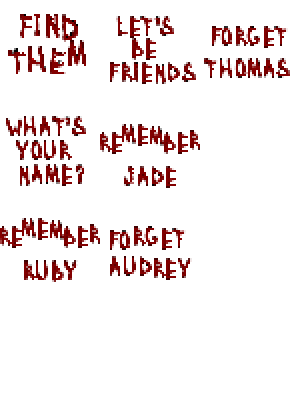 FIND
THEM
LET'S
BE
FRIENDS
FORGET
THOMAS
WHAT'S
YOUR
NAME?
REMEMBER
JADE
REMEMBER
RUBY
FORGET
AUDREY